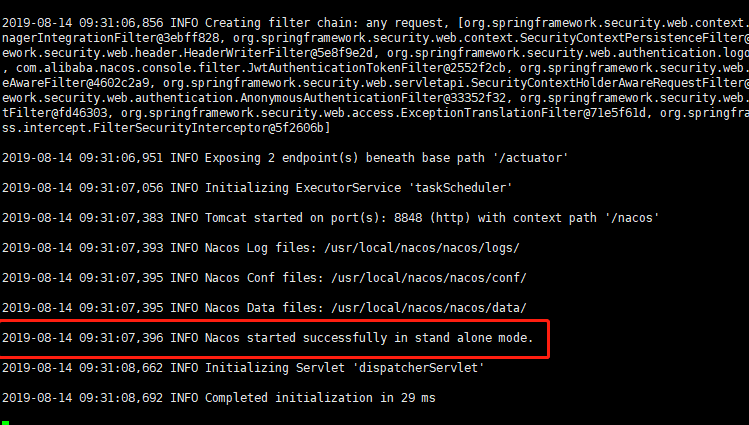 2019-08-14 09:31:06,856 INFO Creating filter chain: any request, [org.springframework.security.web.context.
nagerIntegrationFilter@3ebff828, org.springframework.security.web.context.SecurityContextPersistenceFilter@
ework.security.web.header.HeaderWriterFilter@5e8f9e2d, org.springframework.security.web.authentication.logo
, com.alibaba.nacos.console.filter.JwtAuthenticationTokenFilter@2552f2cb, org.springframework.security.web.
eAwareFilter@4602c2a9, org.springframework.security.web.servletapi.SecurityContextHolderAwareRequestFilter@
ework.security.web.authentication.AnonymousAuthenticationFilter@33352f32, org.springframework.security.web.
tFilter@fd46303, org.springframework.security.web.access.ExceptionTranslationFilter@71e5f61d, org.springfra
ss.intercept.FilterSecurityInterceptor@5f2606b]
2019-08-14 09:31:06,951 INFO Exposing 2 endpoint(s) beneath base path '/actuator'
2019-08-14 09:31:07,056 INFO Initializing ExecutorService 'taskScheduler'
2019-08-14 09:31:07,383 INFO Tomcat started on port(s): 8848 (http) with context path '/nacos'
2019-08-14 09:31:07,393 INFO Nacos Log files: /usr/local/nacos/nacos/logs/
2019-08-14 09:31:07,395 INFO Nacos Conf files: /usr/local/nacos/nacos/conf/
2019-08-14 09:31:07,395 INFO Nacos Data files: /usr/local/nacos/nacos/data/
2019-08-14 09:31:07,396 INFO Nacos started successfully in stand alone mode.
2019-08-14 09:31:08,662 INFO Initializing Servlet 'dispatcherServlet'
2019-08-14 09:31:08,692 INFO Completed initialization in 29 ms